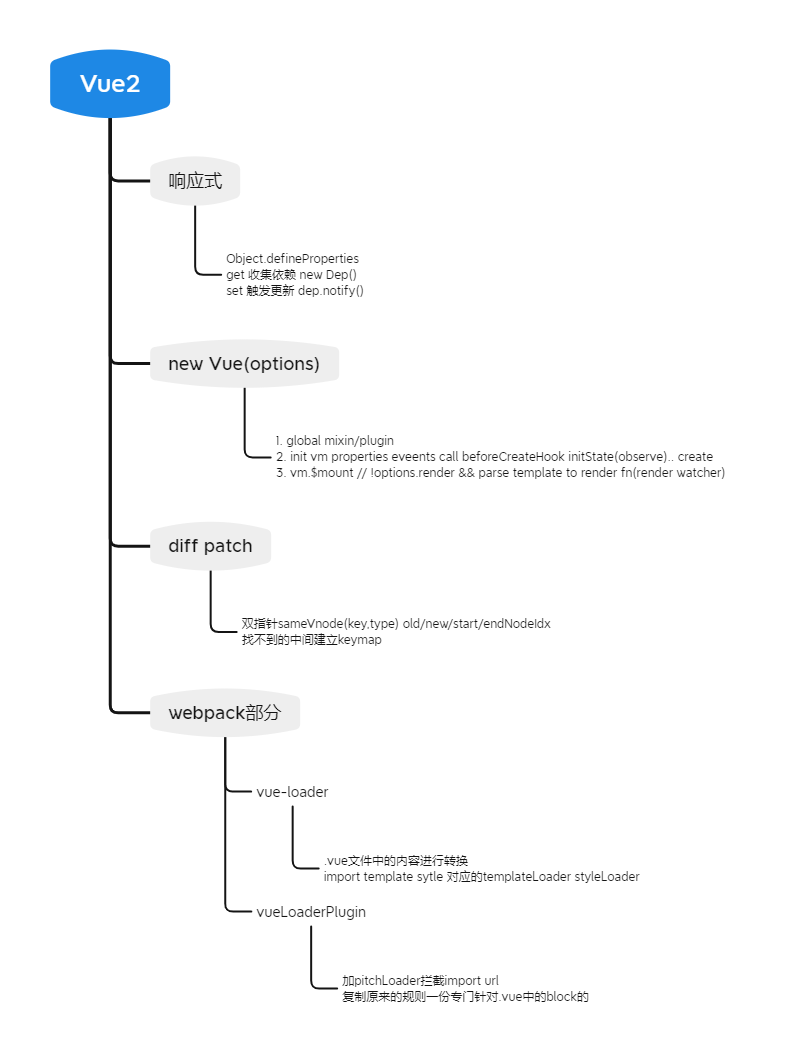 Vue2
响应式
Object.defineProperties
get 收集依赖 new Dep()
set 触发更新 dep.notify()
new Vue(options)
1. global mixin/plugin
2. init vm properties eveents call beforeCreateHook initState(observe).. create
3. vm.$mount // !options.render && parse template to render fn(render watcher)
diff patch
双指针sameVnode(key,type) old/new/start/endNodeIdx
找不到的中间建立keymap
webpack部分
vue-loader
.vue文件中的内容进行转换
import template sytle 对应的templateLoader styleLoader
vueLoaderPlugin
加pitchLoader拦截import url
复制原来的规则一份专门针对.vue中的block的